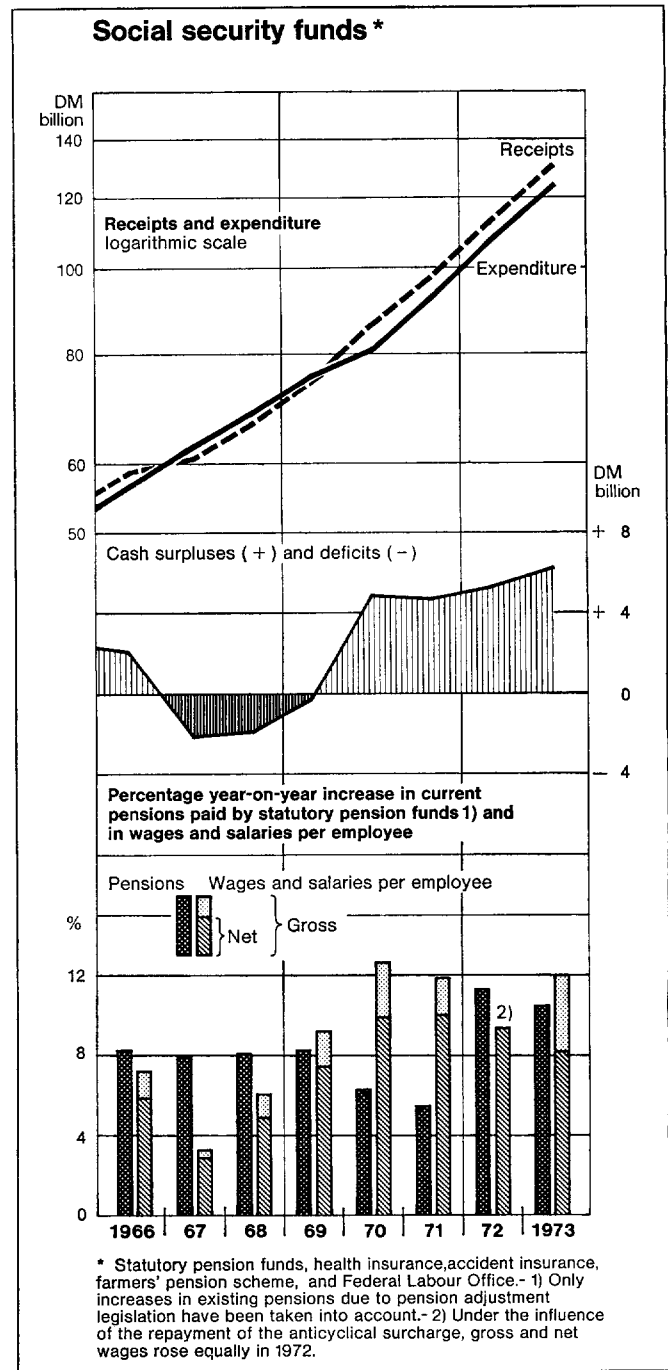 Social security funds *
DM
billion
140
120
100
80
60
50
Receipts
Receipts and expenditure
logarithmic scale
Expenditure
DM
billion
+ 8
Cash surpluses ( + ) and deficits ( − )
+ 4
0
− 4
Percentage year-on-year increase in current
pensions paid by statutory pension funds 1) and
in wages and salaries per employee
Pensions Wages and salaries per employee
%
Net
Gross
12
8
4
0
2)
1966 67 68 69 70 71 72 1973
* Statutory pension funds, health insurance,accident insurance,
farmers' pension scheme, and Federal Labour Office.- 1) Only
increases in existing pensions due to pension adjustment
legislation have been taken into account.- 2) Under the influence
of the repayment of the anticyclical surcharge, gross and net
wages rose equally in 1972.